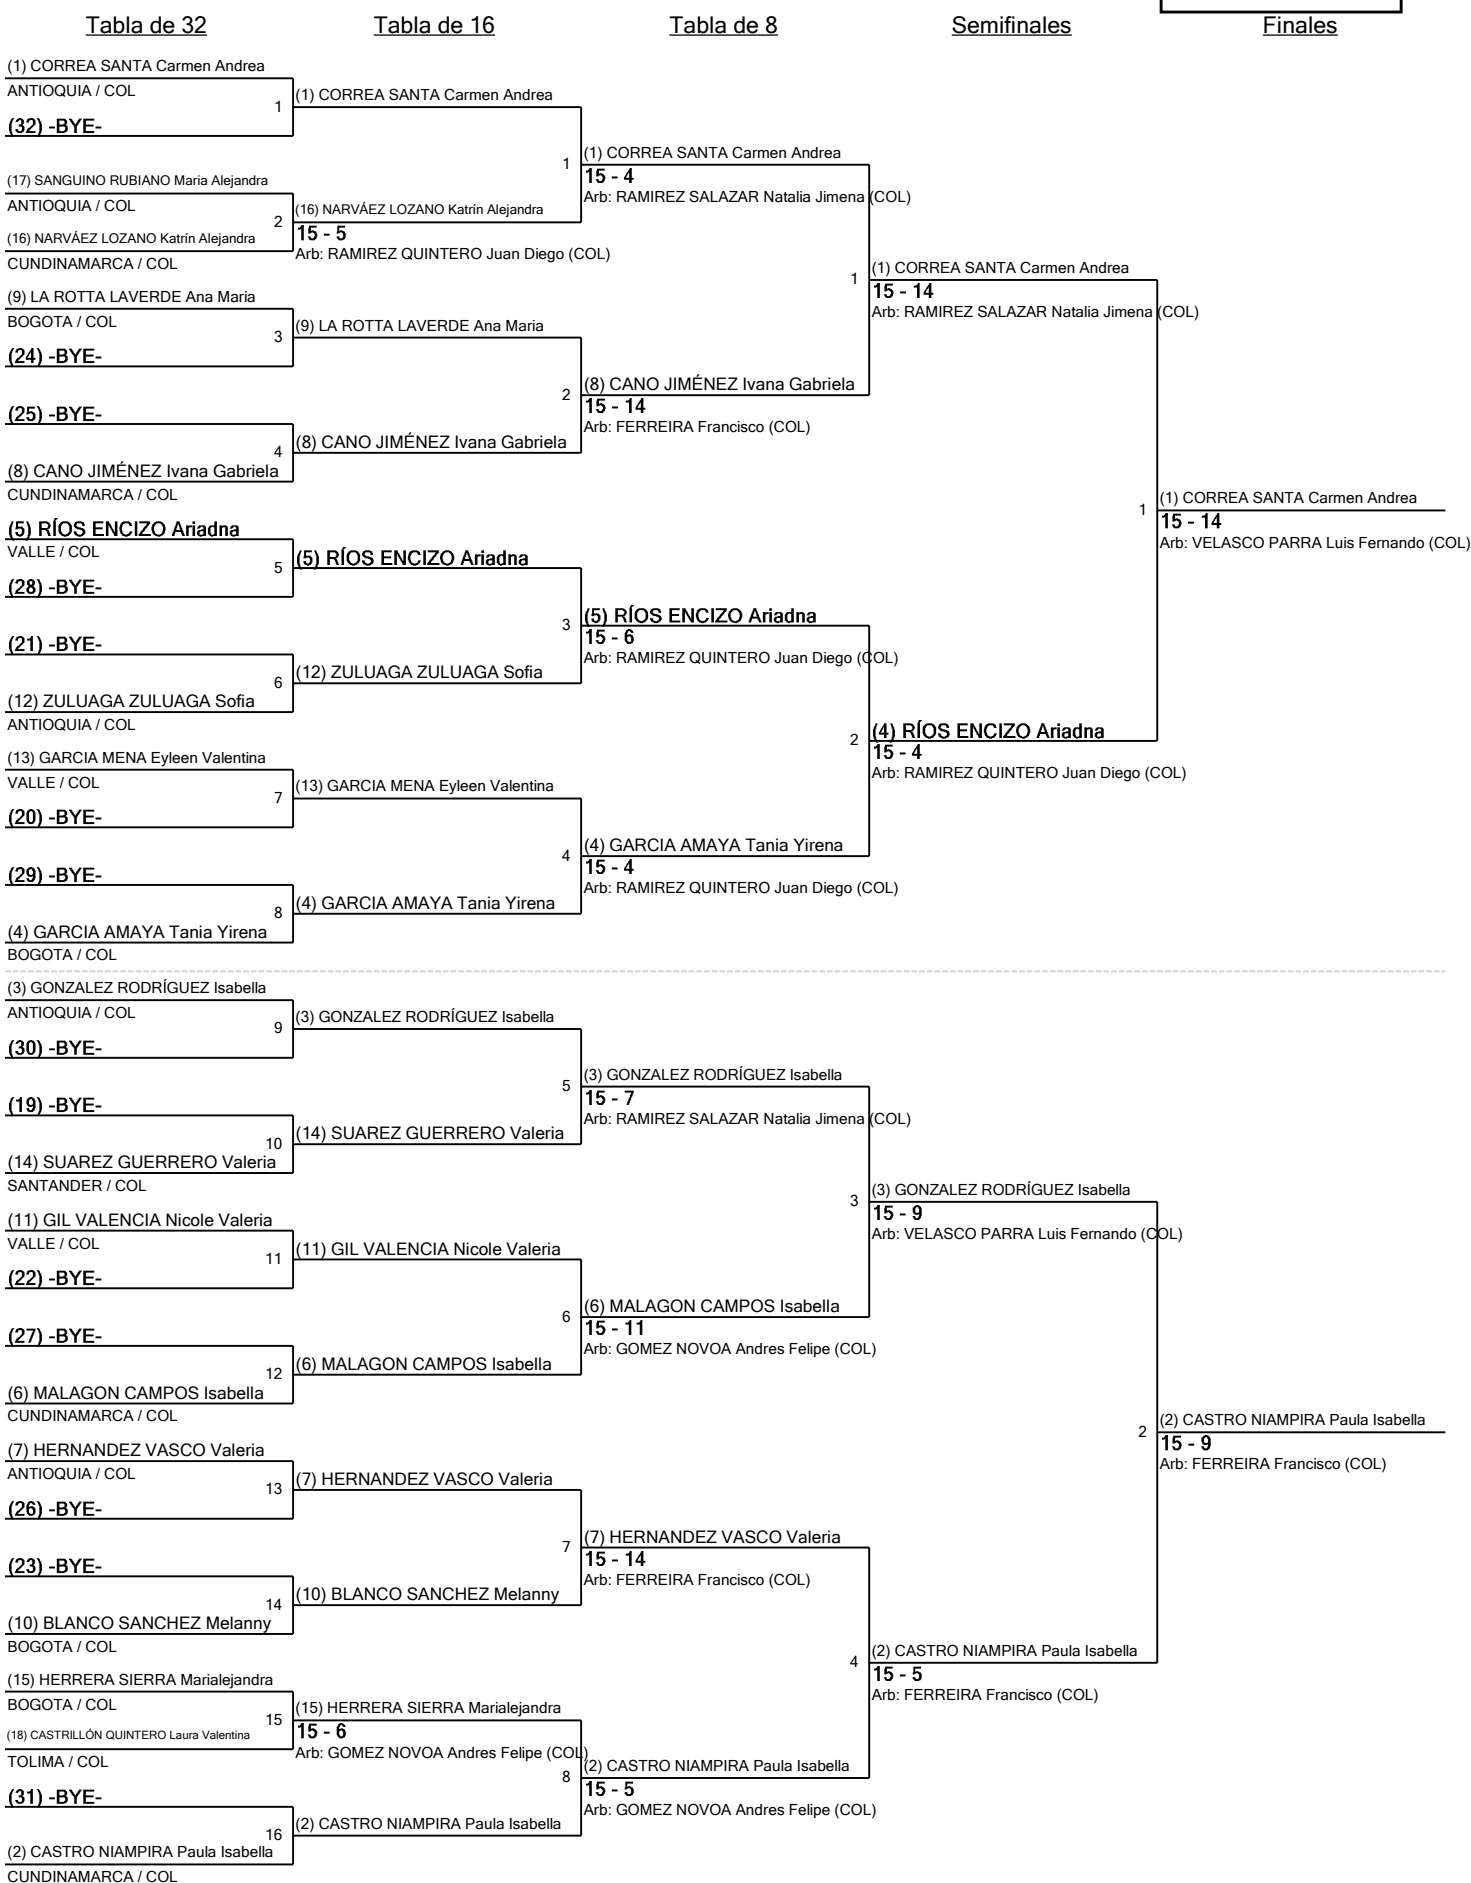 Tabla de 32
Tabla de 16
Tabla de 8
Semifinales
Finales
(1) CORREA SANTA Carmen Andrea
ANTIOQUIA / COL
1
(32) -BYE-
(17) SANGUINO RUBIANO Maria Alejandra
ANTIOQUIA / COL
2
(16) NARVÁEZ LOZANO Katrín Alejandra
CUNDINAMARCA / COL
(9) LA ROTTA LAVERDE Ana Maria
BOGOTA / COL
3
(24) -BYE-
(25) -BYE-
4
(8) CANO JIMÉNEZ Ivana Gabriela
CUNDINAMARCA / COL
(5) RÍOS ENCIZO Ariadna
VALLE / COL
5
(28) -BYE-
(21) -BYE-
6
(12) ZULUAGA ZULUAGA Sofia
ANTIOQUIA / COL
(13) GARCIA MENA Eyleen Valentina
VALLE / COL
7
(20) -BYE-
(29) -BYE-
8
(4) GARCIA AMAYA Tania Yirena
BOGOTA / COL
(3) GONZALEZ RODRÍGUEZ Isabella
ANTIOQUIA / COL
9
(30) -BYE-
(19) -BYE-
10
(14) SUAREZ GUERRERO Valeria
SANTANDER / COL
(11) GIL VALENCIA Nicole Valeria
VALLE / COL
11
(22) -BYE-
(27) -BYE-
12
(6) MALAGON CAMPOS Isabella
CUNDINAMARCA / COL
(7) HERNANDEZ VASCO Valeria
ANTIOQUIA / COL
13
(26) -BYE-
(23) -BYE-
14
(10) BLANCO SANCHEZ Melanny
BOGOTA / COL
(15) HERRERA SIERRA Marialejandra
BOGOTA / COL
15
(18) CASTRILLÓN QUINTERO Laura Valentina
TOLIMA / COL
(31) -BYE-
16
(2) CASTRO NIAMPIRA Paula Isabella
CUNDINAMARCA / COL
(1) CORREA SANTA Carmen Andrea
1
(16) NARVÁEZ LOZANO Katrín Alejandra
15 - 5
Arb: RAMIREZ QUINTERO Juan Diego (COL)
(9) LA ROTTA LAVERDE Ana Maria
2
(8) CANO JIMÉNEZ Ivana Gabriela
(5) RÍOS ENCIZO Ariadna
3
(12) ZULUAGA ZULUAGA Sofia
(13) GARCIA MENA Eyleen Valentina
4
(4) GARCIA AMAYA Tania Yirena
(3) GONZALEZ RODRÍGUEZ Isabella
5
(14) SUAREZ GUERRERO Valeria
(11) GIL VALENCIA Nicole Valeria
6
(6) MALAGON CAMPOS Isabella
(7) HERNANDEZ VASCO Valeria
7
(10) BLANCO SANCHEZ Melanny
(15) HERRERA SIERRA Marialejandra
15 - 6
Arb: GOMEZ NOVOA Andres Felipe (COL)
8
(2) CASTRO NIAMPIRA Paula Isabella
(1) CORREA SANTA Carmen Andrea
15 - 4
Arb: RAMIREZ SALAZAR Natalia Jimena (COL)
1
(8) CANO JIMÉNEZ Ivana Gabriela
15 - 14
Arb: FERREIRA Francisco (COL)
(5) RÍOS ENCIZO Ariadna
15 - 6
Arb: RAMIREZ QUINTERO Juan Diego (COL)
2
(4) GARCIA AMAYA Tania Yirena
15 - 4
Arb: RAMIREZ QUINTERO Juan Diego (COL)
(3) GONZALEZ RODRÍGUEZ Isabella
15 - 7
Arb: RAMIREZ SALAZAR Natalia Jimena (COL)
3
(6) MALAGON CAMPOS Isabella
15 - 11
Arb: GOMEZ NOVOA Andres Felipe (COL)
(7) HERNANDEZ VASCO Valeria
15 - 14
Arb: FERREIRA Francisco (COL)
4
(2) CASTRO NIAMPIRA Paula Isabella
15 - 5
Arb: GOMEZ NOVOA Andres Felipe (COL)
(1) CORREA SANTA Carmen Andrea
15 - 14
Arb: RAMIREZ SALAZAR Natalia Jimena (COL)
1
(4) RÍOS ENCIZO Ariadna
15 - 4
Arb: RAMIREZ QUINTERO Juan Diego (COL)
(3) GONZALEZ RODRÍGUEZ Isabella
15 - 9
Arb: VELASCO PARRA Luis Fernando (COL)
2
(2) CASTRO NIAMPIRA Paula Isabella
15 - 5
Arb: FERREIRA Francisco (COL)
(1) CORREA SANTA Carmen Andrea
15 - 14
Arb: VELASCO PARRA Luis Fernando (COL)
(2) CASTRO NIAMPIRA Paula Isabella
15 - 9
Arb: FERREIRA Francisco (COL)